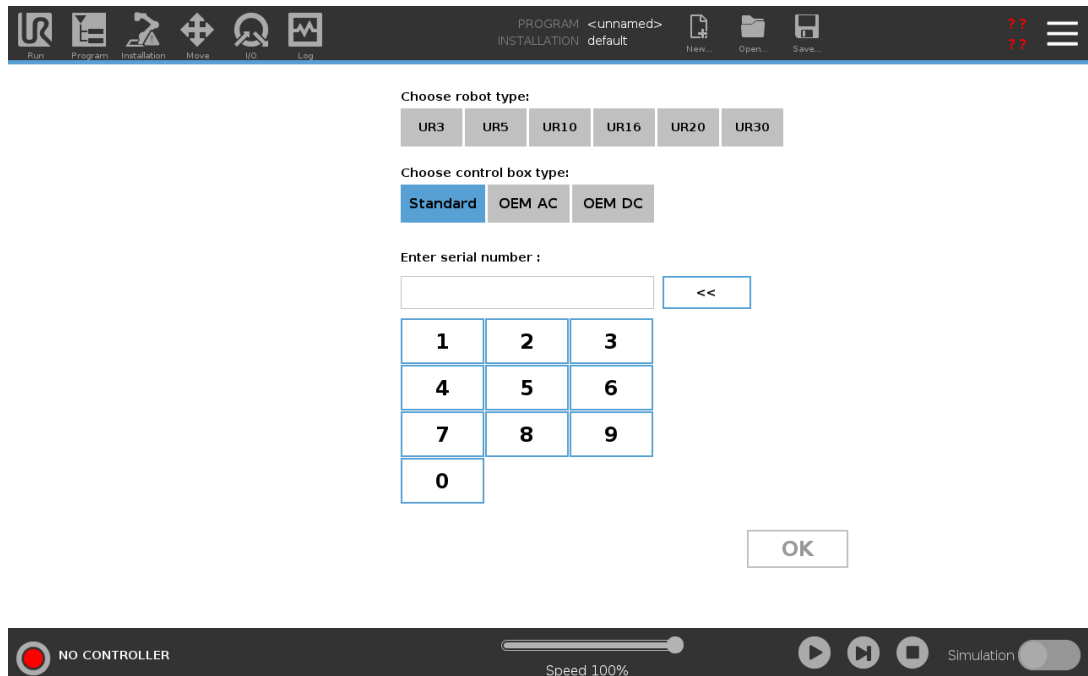 UR
Run Program Installation Move I/O Log
PROGRAM <unnamed>
INSTALLATION default
New... Open... Save...
? ?
? ?
Choose robot type:
UR3 UR5 UR10 UR16 UR20 UR30
Choose control box type:
Standard OEM AC OEM DC
Enter serial number :
<<
1 2 3
4 5 6
7 8 9
0
OK
NO CONTROLLER
Speed 100%
Simulation